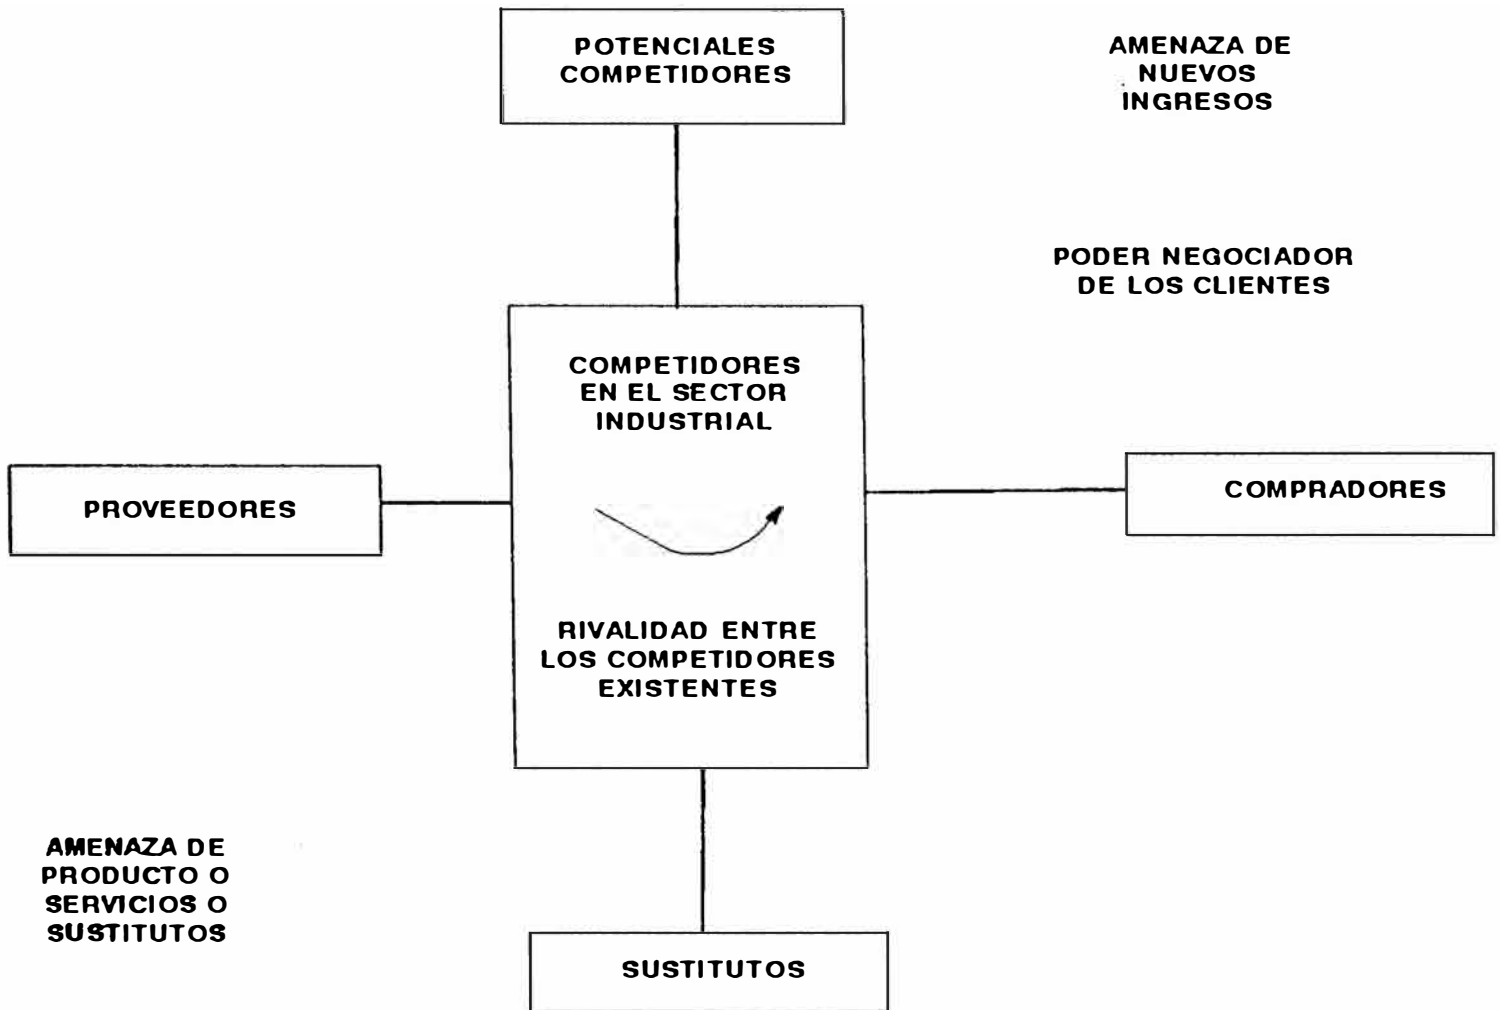 POTENCIALES
COMPETIDORES
AMENAZA DE
NUEVOS
INGRESOS
PODER NEGOCIADOR
DE LOS CLIENTES
COMPETIDORES
EN EL SECTOR
INDUSTRIAL
PROVEEDORES
COMPRADORES
RIVALIDAD ENTRE
LOS COMPETIDORES
EXISTENTES
AMENAZA DE
PRODUCTO O
SERVICIOS O
SUSTITUTOS
SUSTITUTOS